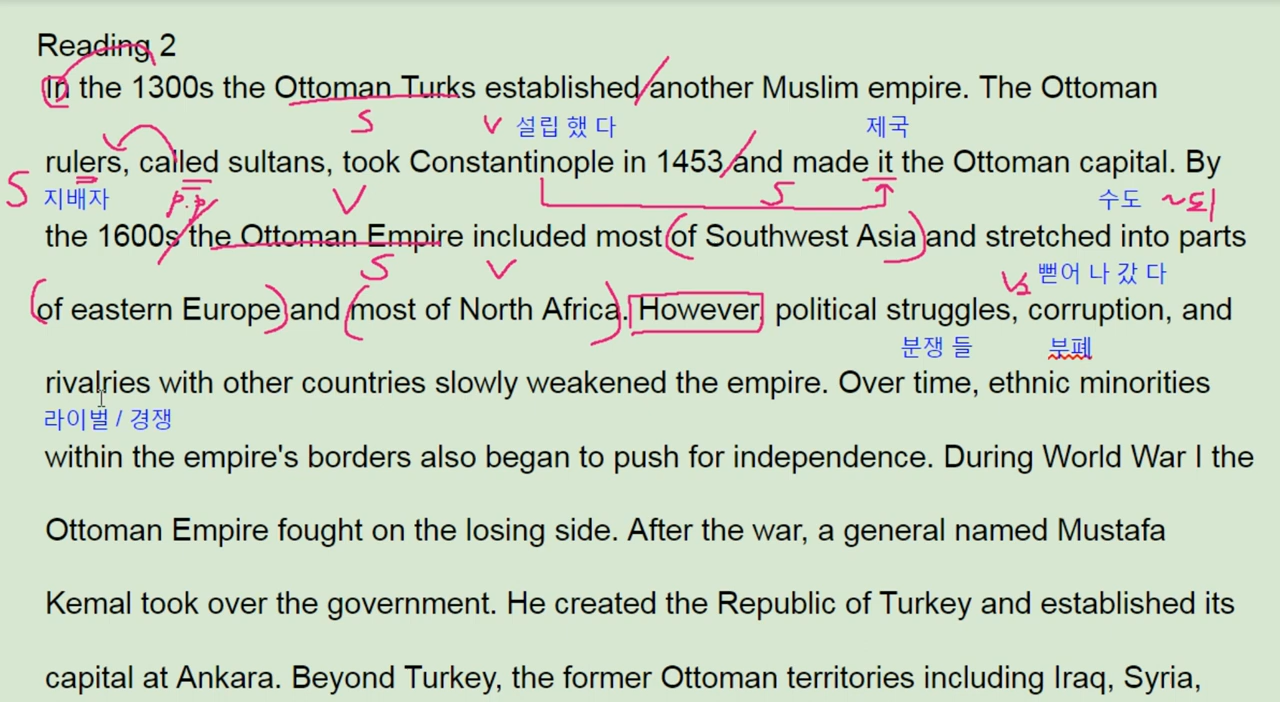 Reading 2
In the 1300s the Ottoman Turks established another Muslim empire. The Ottoman
S V 설립 했 다 제국
rulers, called sultans, took Constantinople in 1453 and made it the Ottoman capital. By
S 지배자 p.p V S 수도
the 1600s the Ottoman Empire included most of Southwest Asia and stretched into parts
S V V2 뻗어 나 갔 다
of eastern Europe and most of North Africa. However, political struggles, corruption, and
분쟁 들 부폐
rivalries with other countries slowly weakened the empire. Over time, ethnic minorities
라이벌 / 경쟁
within the empire's borders also began to push for independence. During World War I the
Ottoman Empire fought on the losing side. After the war, a general named Mustafa
Kemal took over the government. He created the Republic of Turkey and established its
capital at Ankara. Beyond Turkey, the former Ottoman territories including Iraq, Syria,